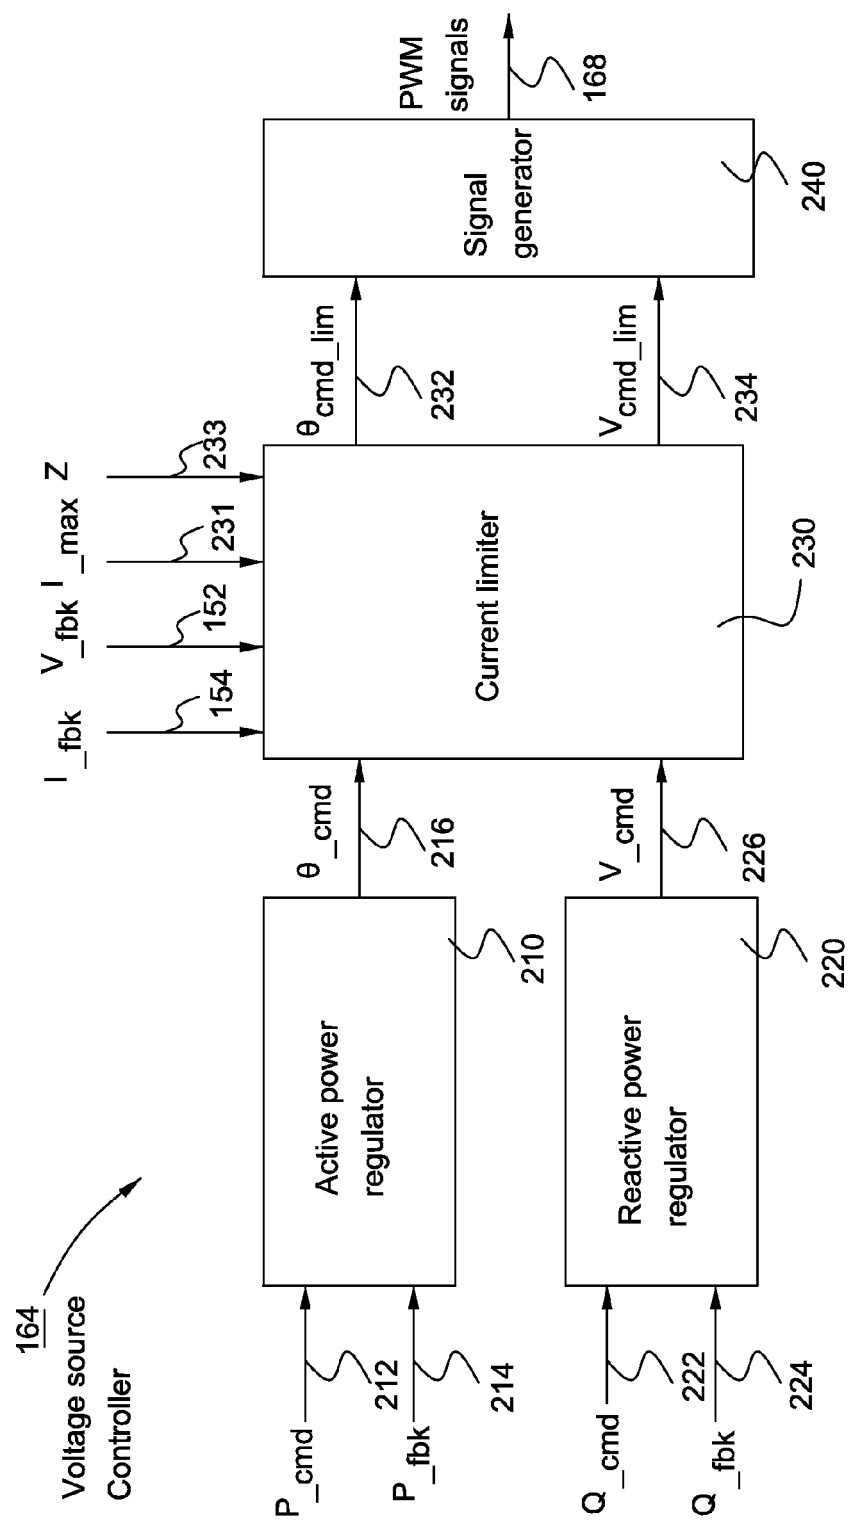 164
Voltage source
Controller
I_fbk
V_fbk
I_max
Z
154
152
231
233
P_cmd
212
P_fbk
214
Active power
regulator
210
θ_cmd
216
Q_cmd
222
Q_fbk
224
Reactive power
regulator
220
V_cmd
226
Current limiter
230
θcmd_lim
232
Vcmd_lim
234
Signal
generator
240
PWM
signals
168